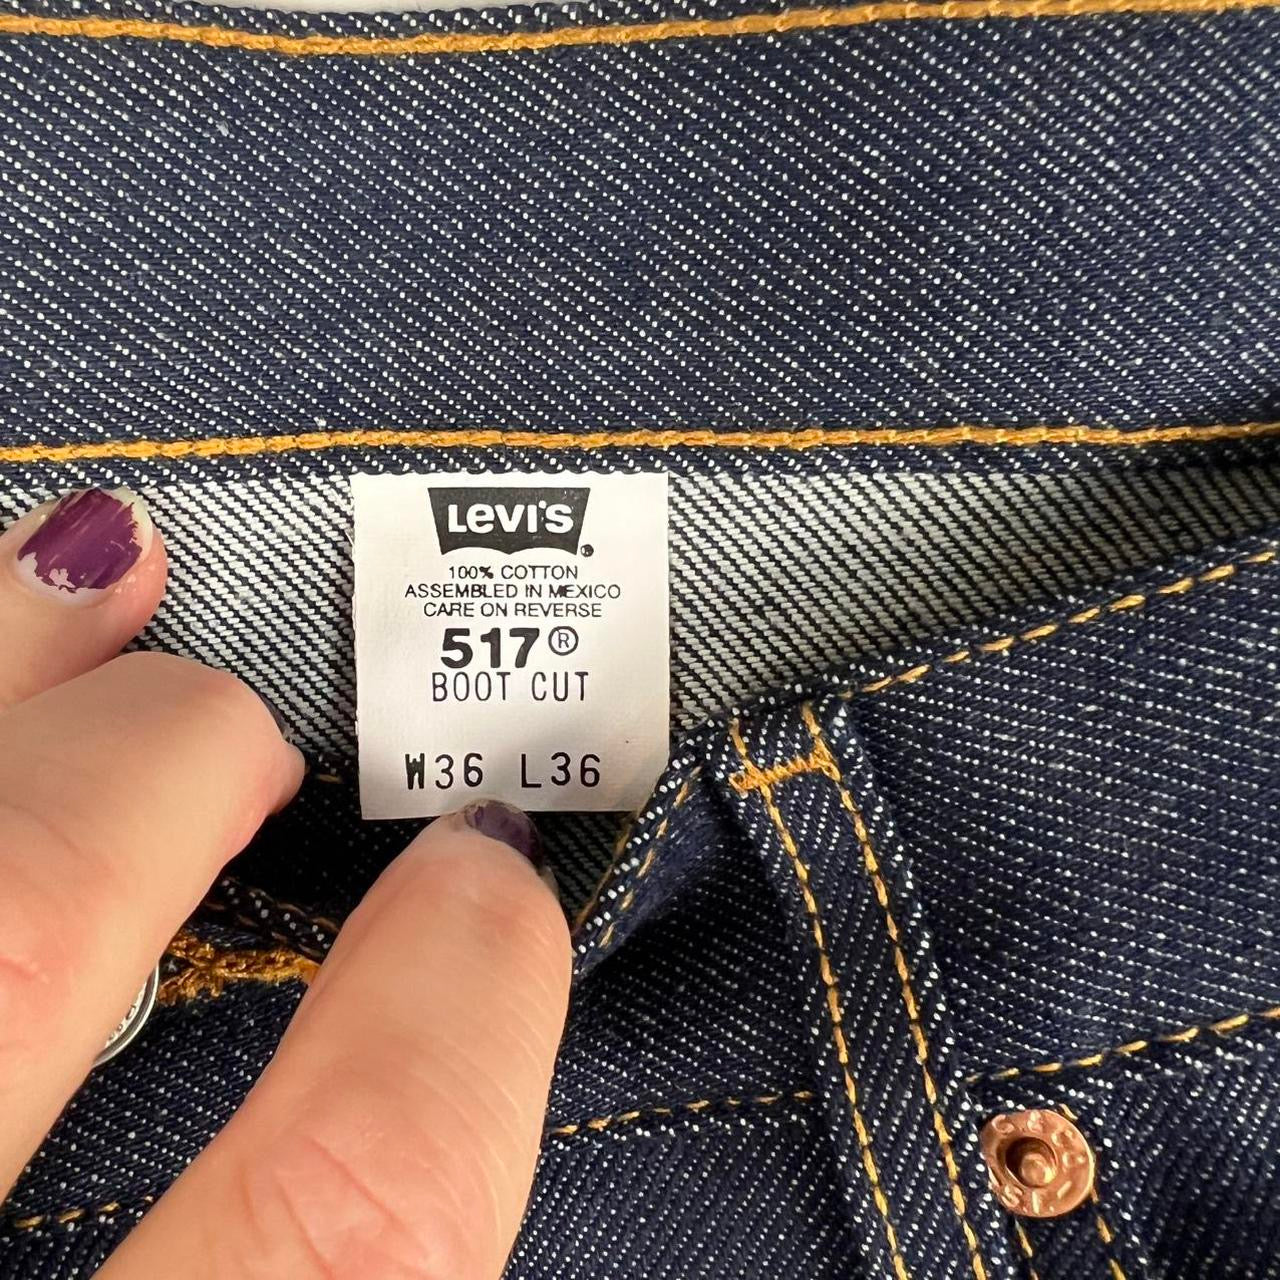 Levi's
100% COTTON
ASSEMBLED IN MEXICO
CARE ON REVERSE
517®
BOOT CUT
W36 L36